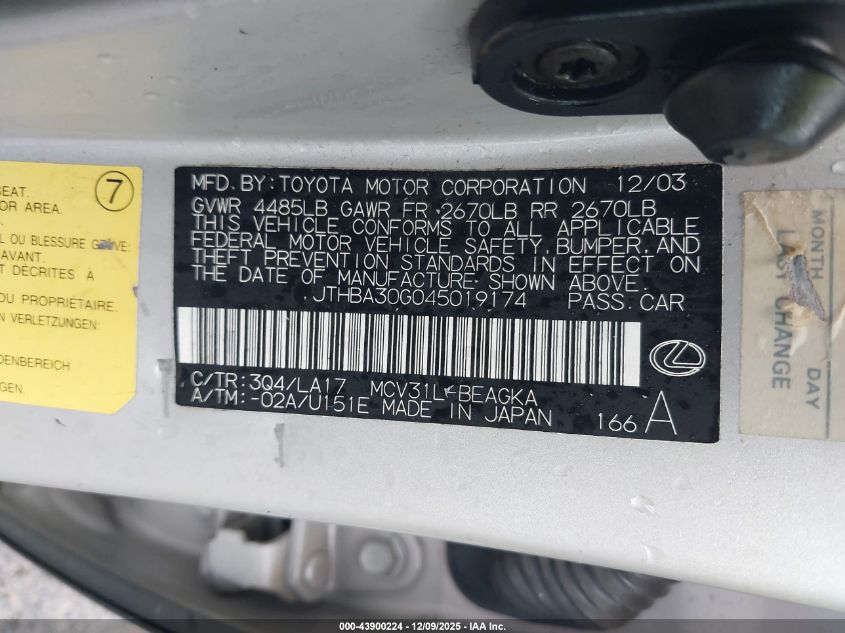 SEAT.
OR AREA.
L OU BLESSURE GRAVE:
AVANT.
T DÉCRITES A
U PROPRIÉTAIRE.
EN VERLETZUNGEN:
DENBEREICH
GEN.
7
MFD. BY: TOYOTA MOTOR CORPORATION 12/03
GVWR 4485LB GAWR FR 2670LB RR 2670LB
THIS VEHICLE CONFORMS TO ALL APPLICABLE
FEDERAL MOTOR VEHICLE SAFETY, BUMPER, AND
THEFT PREVENTION STANDARDS IN EFFECT ON
THE DATE OF MANUFACTURE SHOWN ABOVE.
JTHBA30G045019174 PASS. CAR
C/TR: 3Q4/LA17 MCV31L-BEAGKA
A/TM: -02A/U151E MADE IN JAPAN
166 A
LAST CHANGE
MONTH DAY
000-43900224 - 12/09/2025 - IAA Inc.